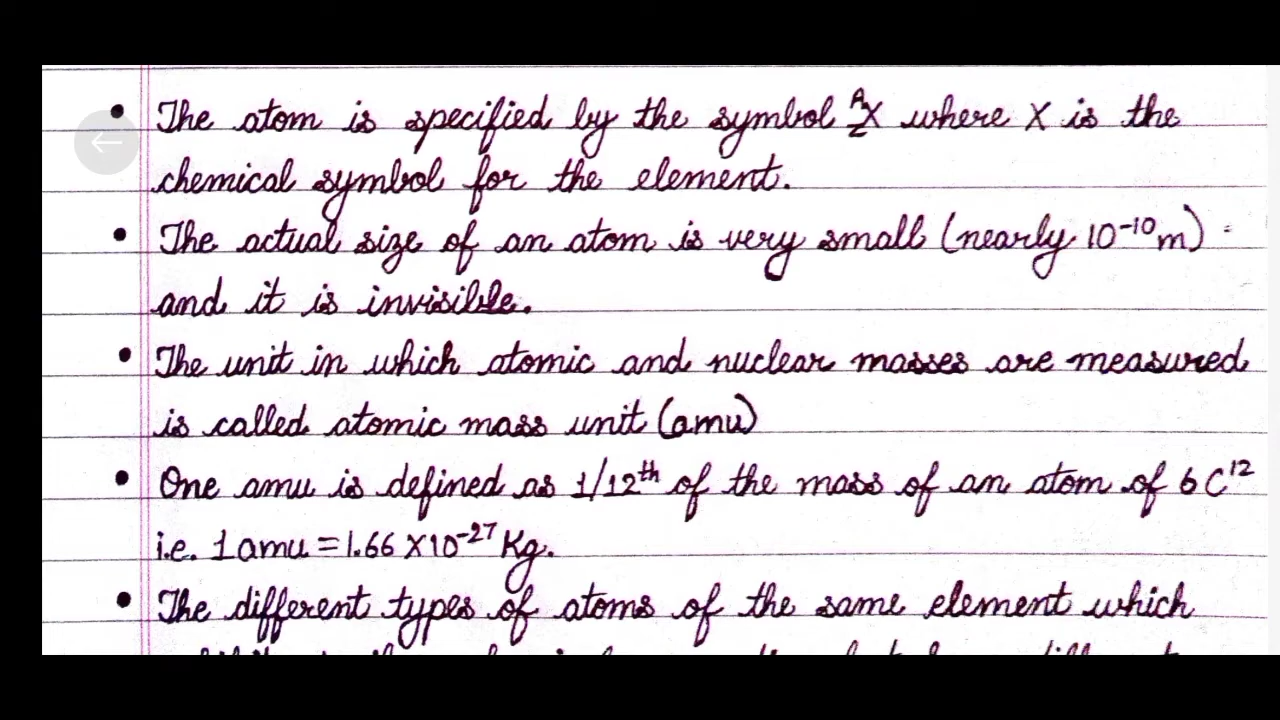 • The atom is specified by the symbol ᴬ_Z X where X is the
chemical symbol for the element.
• The actual size of an atom is very small (nearly 10⁻¹⁰m)
and it is invisible.
• The unit in which atomic and nuclear masses are measured
is called atomic mass unit (amu)
• One amu is defined as 1/12ᵗʰ of the mass of an atom of 6 C¹²
i.e. 1 amu = 1.66 X 10⁻²⁷ Kg.
• The different types of atoms of the same element which